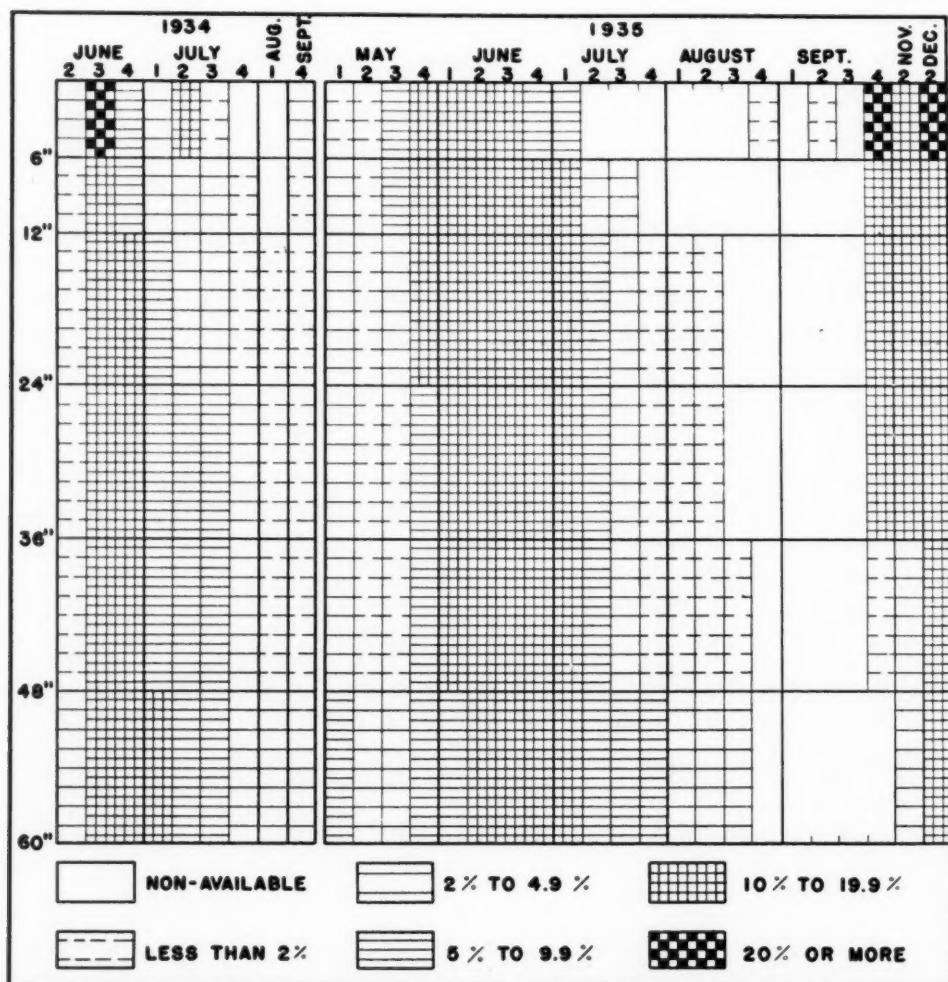 1934 1935
JUNE JULY AUG. SEPT. MAY JUNE JULY AUGUST SEPT. NOV. DEC.
2 3 4 1 2 3 4 1 4 1 2 3 4 1 2 3 4 1 2 3 4 1 2 3 4 1 2 3 4 2 2
6"
12"
24"
36"
48"
60"
NON-AVAILABLE 2% TO 4.9% 10% TO 19.9%
LESS THAN 2% 5% TO 9.9% 20% OR MORE